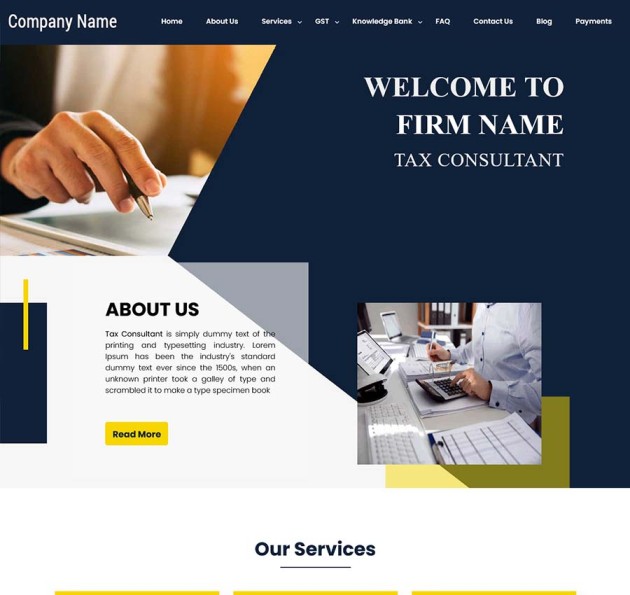 Company Name
Home About Us Services GST Knowledge Bank FAQ Contact Us Blog Payments
WELCOME TO
FIRM NAME
TAX CONSULTANT
ABOUT US
Tax Consultant is simply dummy text of the
printing and typesetting industry. Lorem
Ipsum has been the industry's standard
dummy text ever since the 1500s, when an
unknown printer took a galley of type and
scrambled it to make a type specimen book
Read More
Our Services